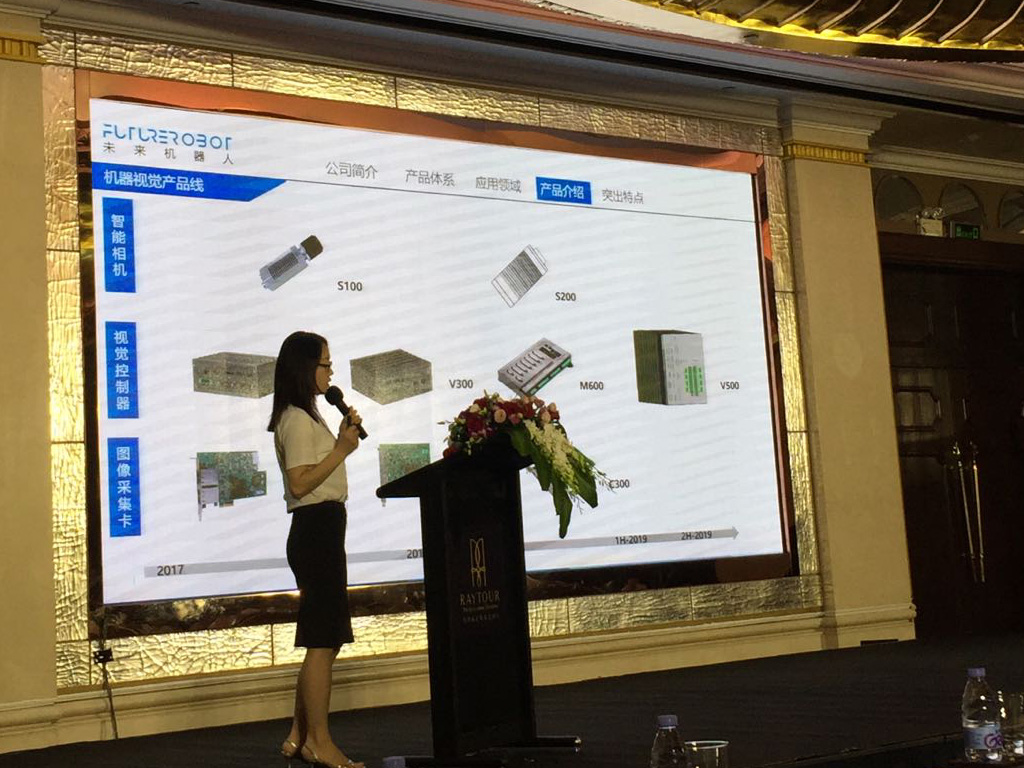 FUTUREROBOT
未来机器人
公司简介 产品体系 应用领域 产品介绍 突出特点
机器视觉产品线
智能相机
S100
S200
视觉控制器
V300
M600
V500
图像采集卡
C300
2017
201
1H-2019
2H-2019
RAYTOUR